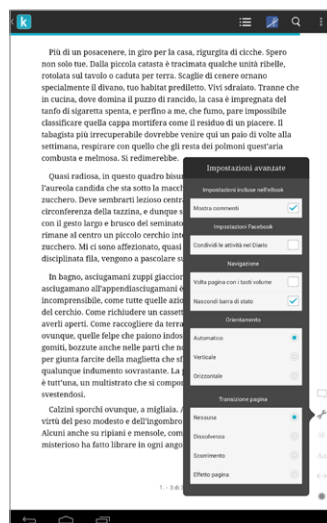 k
Più di un posacenere, in giro per la casa, rigurgita di cicche. Spero
non solo tue. Dalla piccola catasta è tracimata qualche unità ribelle,
rotolata sul tavolo o caduta per terra. Scaglie di cenere ornano
specialmente il divano, tuo habitat prediletto. Vivi sdraiato. Tranne che
in cucina, dove domina il puzzo di rancido, la casa è impregnata del
tanfo di sigaretta spenta, e perfino a me, che fumo, pare impossibile
classificare quella cappa mortifera come il residuo di un piacere. Il
tabagista più irrecuperabile dovrebbe venire qui un paio di volte alla
settimana, respirare con quello che gli resta dei polmoni quest'aria
combusta e melmosa. Si redimerebbe.
Quasi radiosa, in questo quadro
l'aureola candida che sta sotto la
zucchero. Deve sembrarti lezioso
circonferenza della tazzina, e dunque
con il gesto largo e brusco del seminato
rimane al centro un piccolo cerchio
zucchero. Mi ci sono affezionato, quasi
disciplinata fila, vengono a pascolare
In bagno, asciugamani zuppi
asciugamano all'appendiasciugamani è
incomprensibile, come tutte quelle
del cerchio. Come richiudere un
averli aperti. Come raccogliere da terra
ovunque, quelle felpe che paiono
gomiti, bozzute anche nelle parti che
per giunta farcite della maglietta che
qualunque indumento sovrastante. La
è tutt'una, un multistrato che si
svestendosi.
Calzini sporchi ovunque, a migliaia.
virtù del peso modesto e dell'ingombro
Alcuni anche su ripiani e mensole,
misterioso ha fatto librare in ogni
Impostazioni avanzate
Impostazioni incluse nell'eBook
Mostra commenti
Impostazioni Facebook
Condividi le attività nel Diario
Navigazione
Volta pagina con i tasti volume
Nascondi barra di stato
Orientamento
Automatico
Verticale
Orizzontale
Transizione pagina
Nessuna
Dissolvenza
Scorrimento
Effetto pagina
Aa